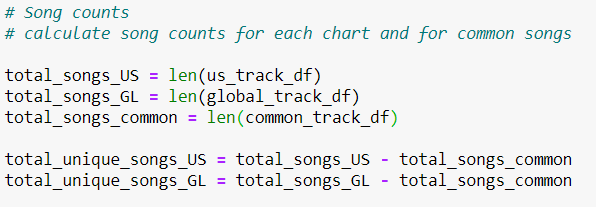 # Song counts
# calculate song counts for each chart and for common songs
total_songs_US = len(us_track_df)
total_songs_GL = len(global_track_df)
total_songs_common = len(common_track_df)
total_unique_songs_US = total_songs_US - total_songs_common
total_unique_songs_GL = total_songs_GL - total_songs_common